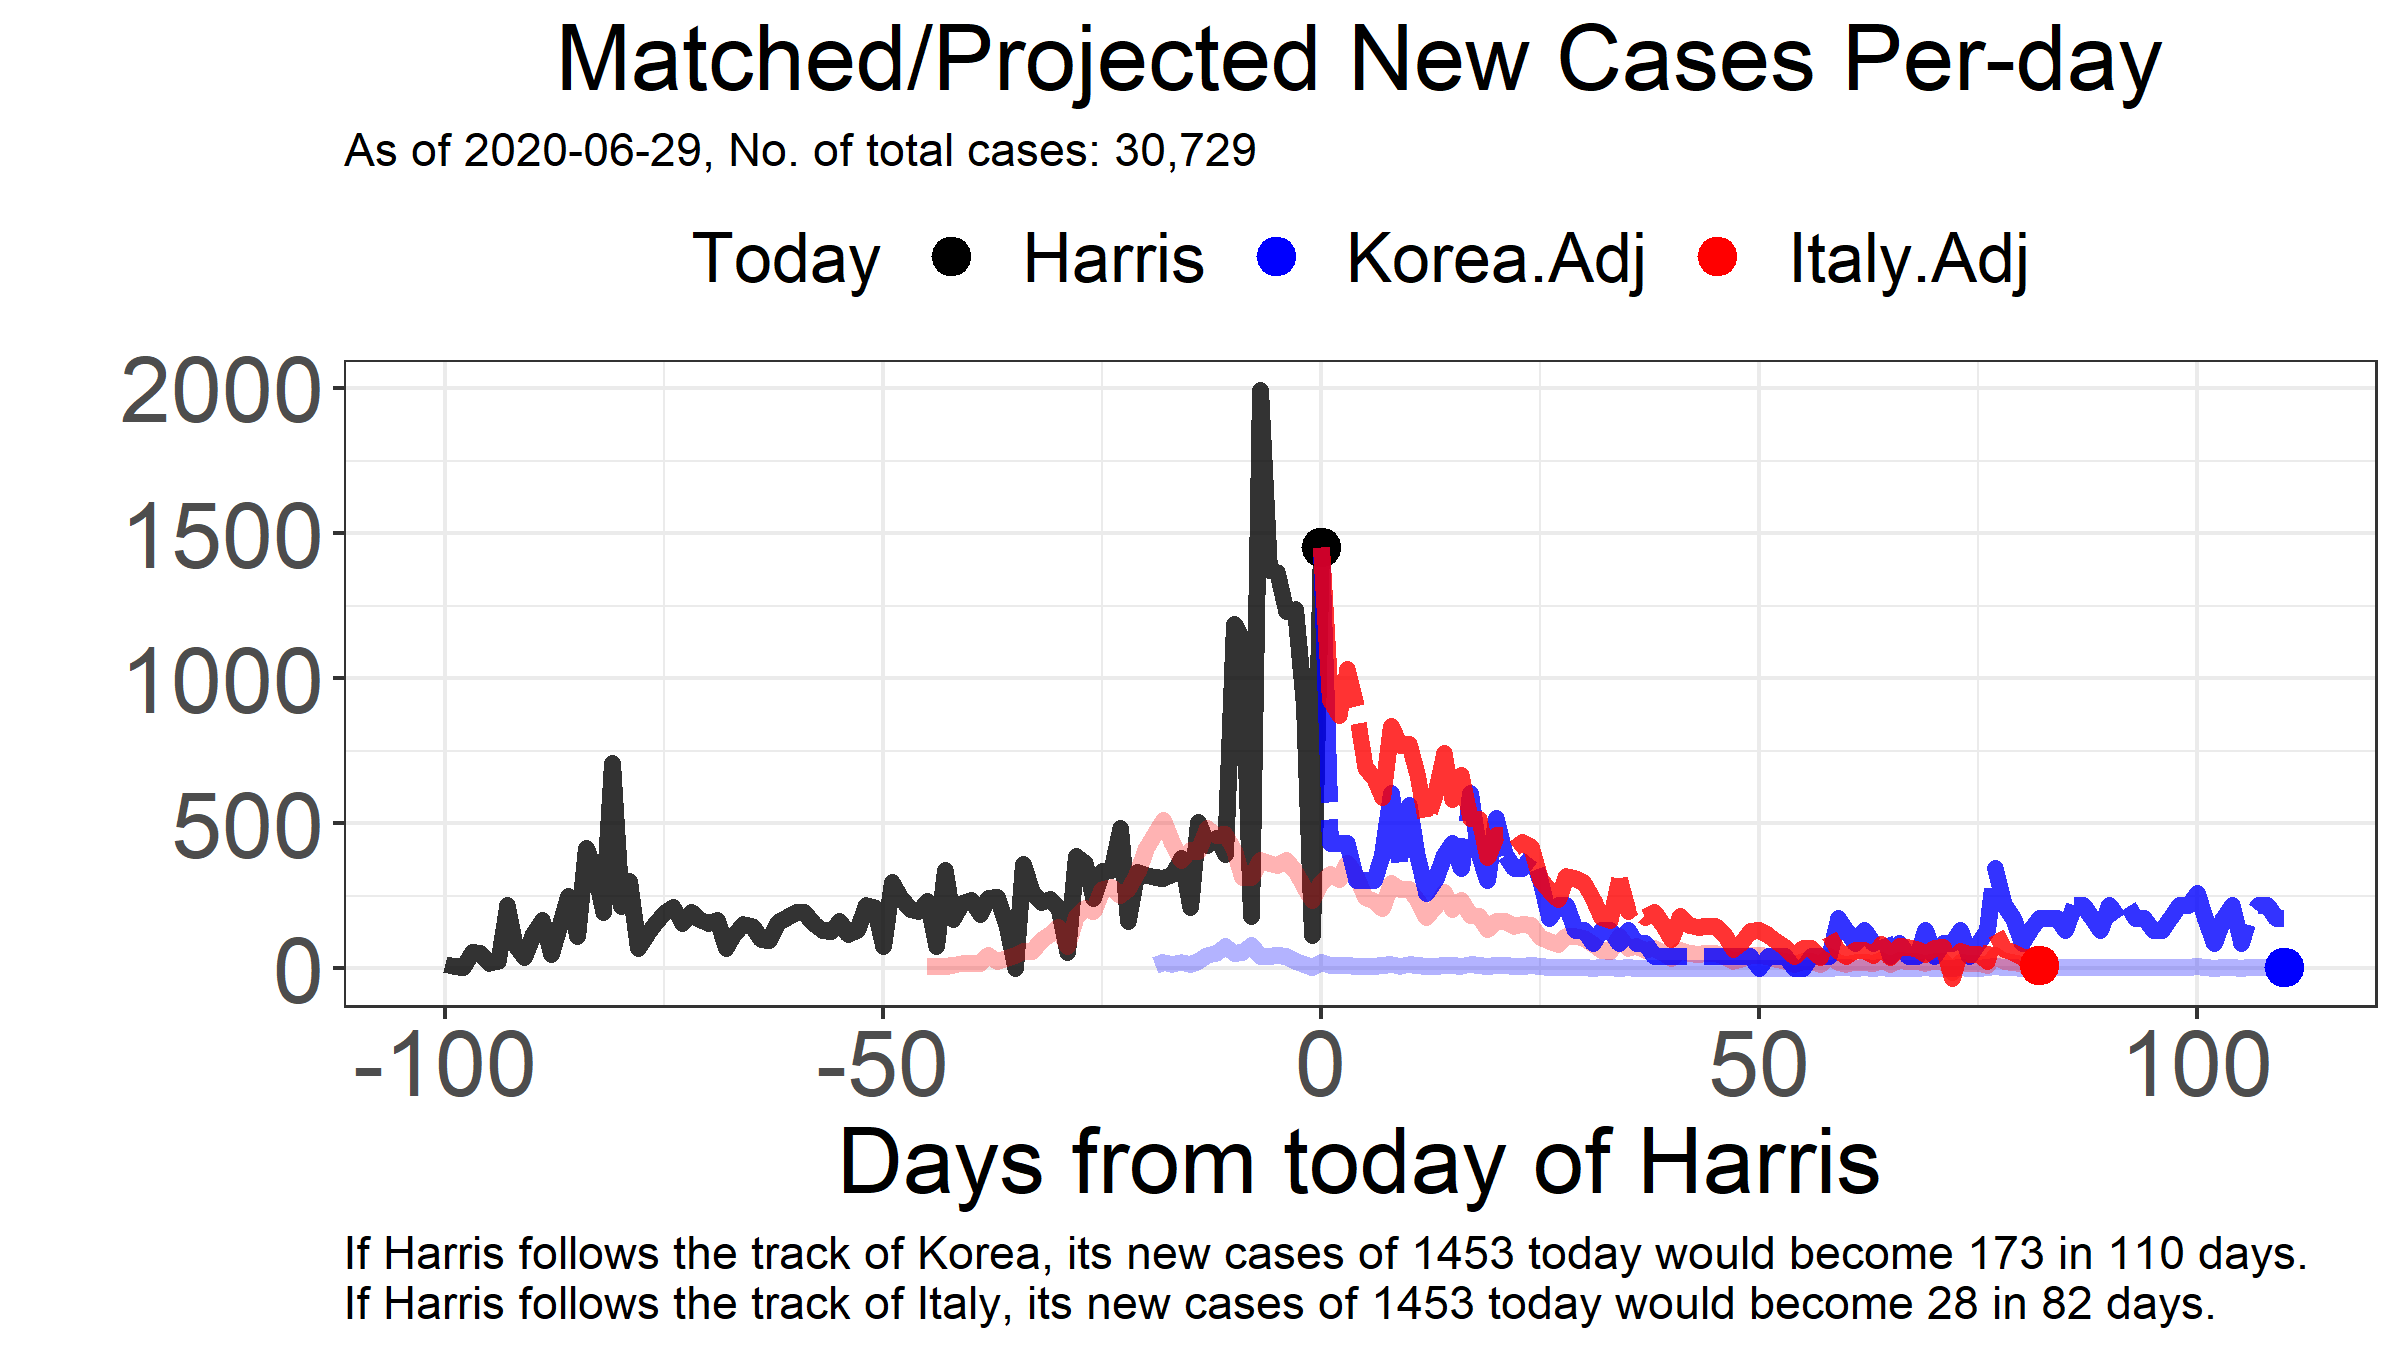 Matched/Projected New Cases Per-day
As of 2020-06-29, No. of total cases: 30,729
Today Harris Korea.Adj Italy.Adj
2000
1500
1000
500
0
-100 -50 0 50 100
Days from today of Harris
If Harris follows the track of Korea, its new cases of 1453 today would become 173 in 110 days.
If Harris follows the track of Italy, its new cases of 1453 today would become 28 in 82 days.